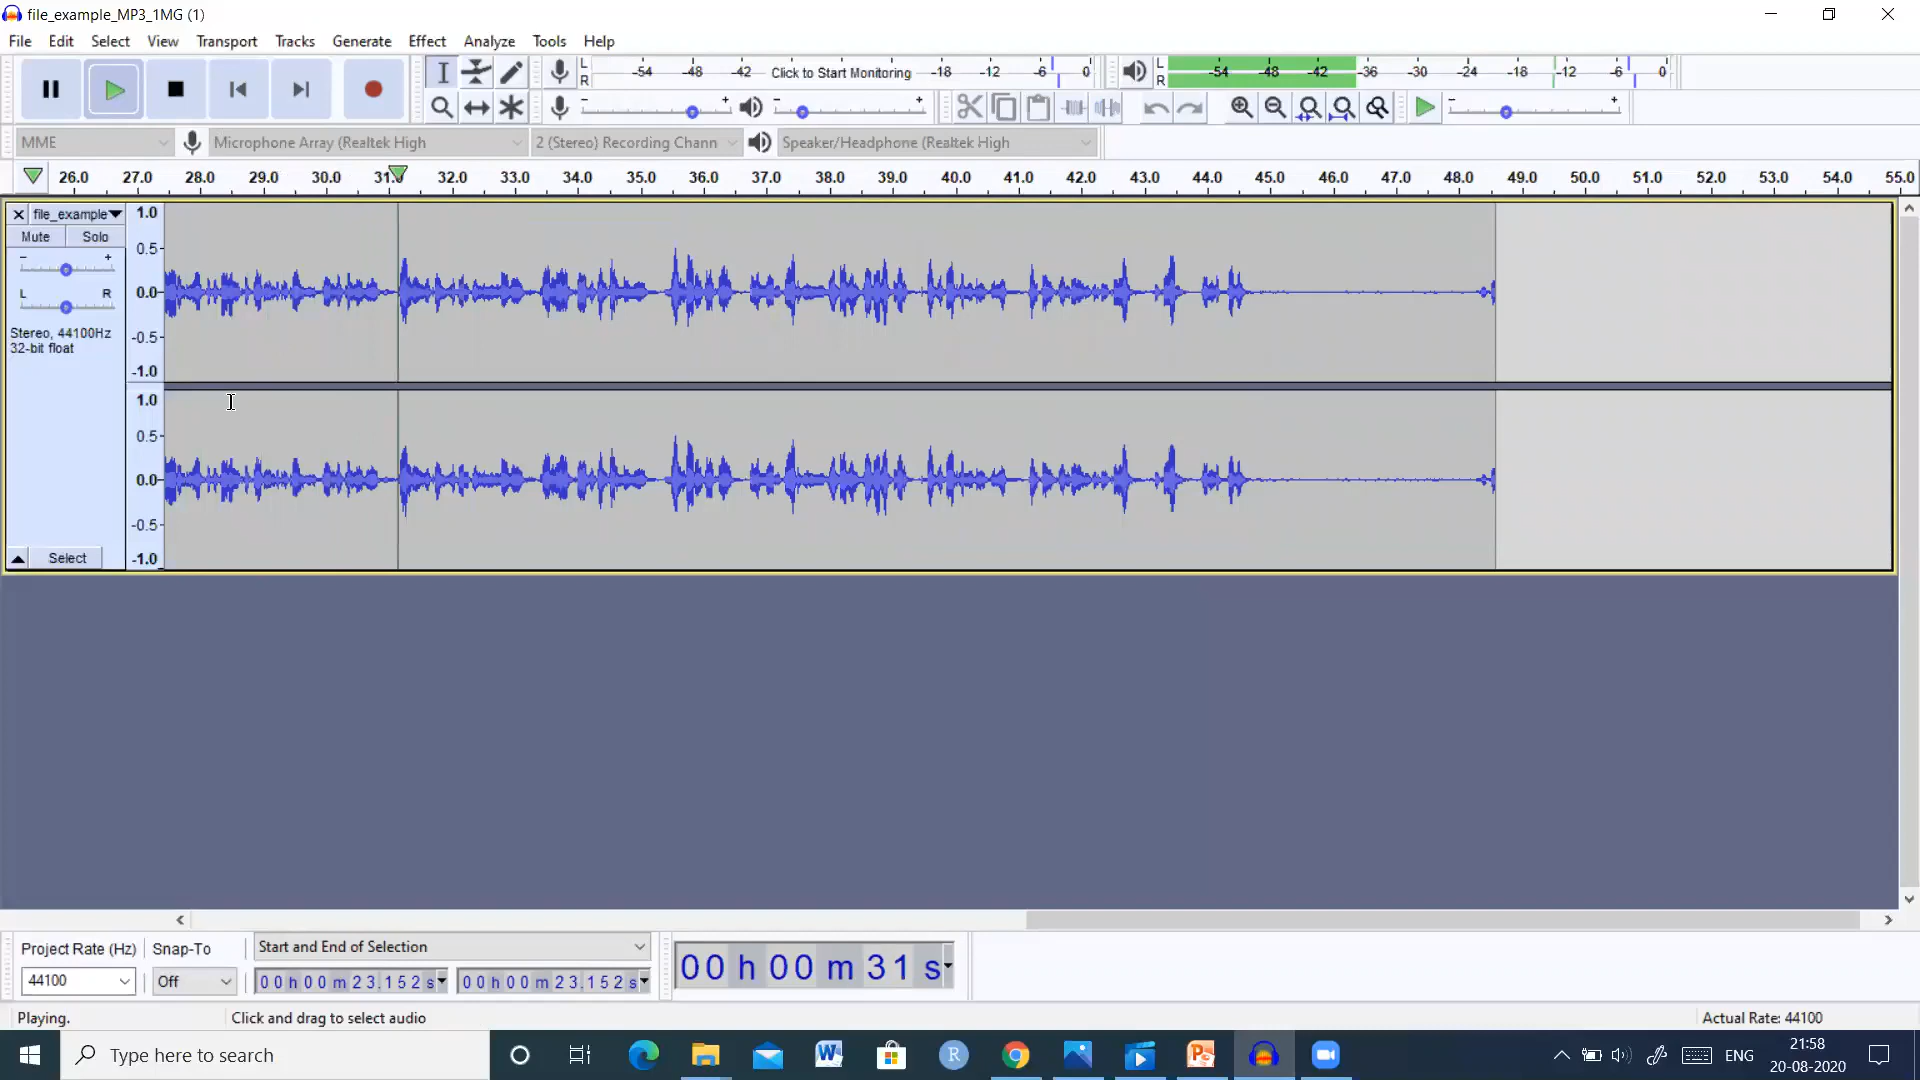 file_example_MP3_1MG (1)
File Edit Select View Transport Tracks Generate Effect Analyze Tools Help
L R -54 -48 -42 Click to Start Monitoring -18 -12 -6 0 L R -54 -48 -42 -36 -30 -24 -18 -12 -6 0
- + - + - +
MME Microphone Array (Realtek High 2 (Stereo) Recording Chann Speaker/Headphone (Realtek High
26.0 27.0 28.0 29.0 30.0 31.0 32.0 33.0 34.0 35.0 36.0 37.0 38.0 39.0 40.0 41.0 42.0 43.0 44.0 45.0 46.0 47.0 48.0 49.0 50.0 51.0 52.0 53.0 54.0 55.0
file_example 1.0
Mute Solo
- + 0.5
L R 0.0
Stereo, 44100Hz -0.5
32-bit float
-1.0
1.0
0.5
0.0
-0.5
Select -1.0
Project Rate (Hz) Snap-To Start and End of Selection
44100 Off 00 h 00 m 23.152 s 00 h 00 m 23.152 s 00 h 00 m 31 s
Playing. Click and drag to select audio Actual Rate: 44100
Type here to search ENG 21:58
20-08-2020